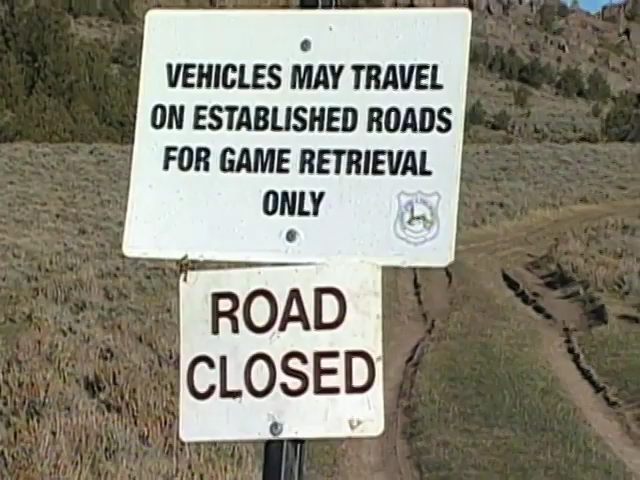 VEHICLES MAY TRAVEL
ON ESTABLISHED ROADS
FOR GAME RETRIEVAL
ONLY
ROAD
CLOSED